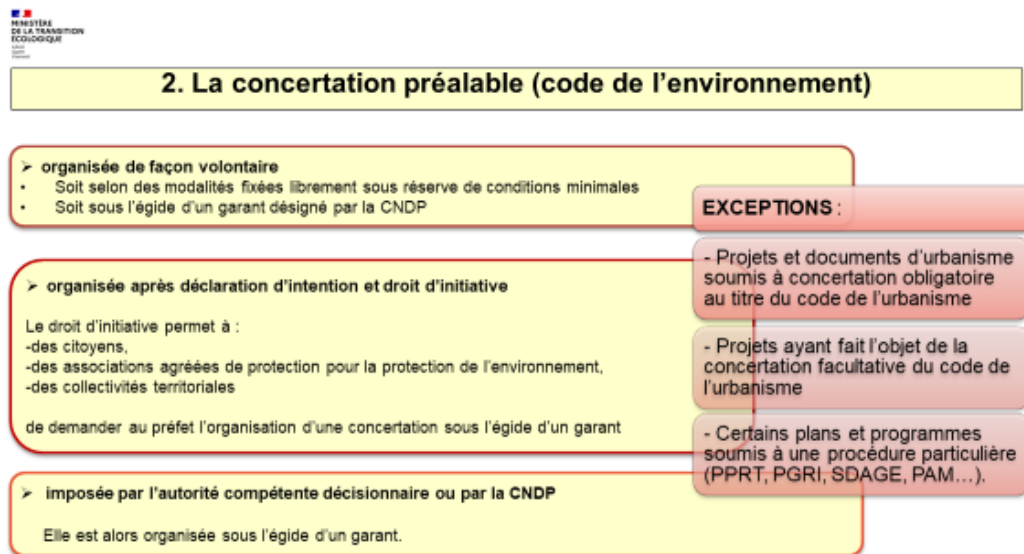 MINISTÈRE
DE LA TRANSITION
ÉCOLOGIQUE
2. La concertation préalable (code de l'environnement)
➢ organisée de façon volontaire
• Soit selon des modalités fixées librement sous réserve de conditions minimales
• Soit sous l'égide d'un garant désigné par la CNDP
➢ organisée après déclaration d'intention et droit d'initiative
Le droit d'initiative permet à :
-des citoyens,
-des associations agréées de protection pour la protection de l'environnement,
-des collectivités territoriales
de demander au préfet l'organisation d'une concertation sous l'égide d'un garant
➢ imposée par l'autorité compétente décisionnaire ou par la CNDP
Elle est alors organisée sous l'égide d'un garant.
EXCEPTIONS :
- Projets et documents d'urbanisme
soumis à concertation obligatoire
au titre du code de l'urbanisme
- Projets ayant fait l'objet de la
concertation facultative du code de
l'urbanisme
- Certains plans et programmes
soumis à une procédure particulière
(PPRT, PGRI, SDAGE, PAM…).